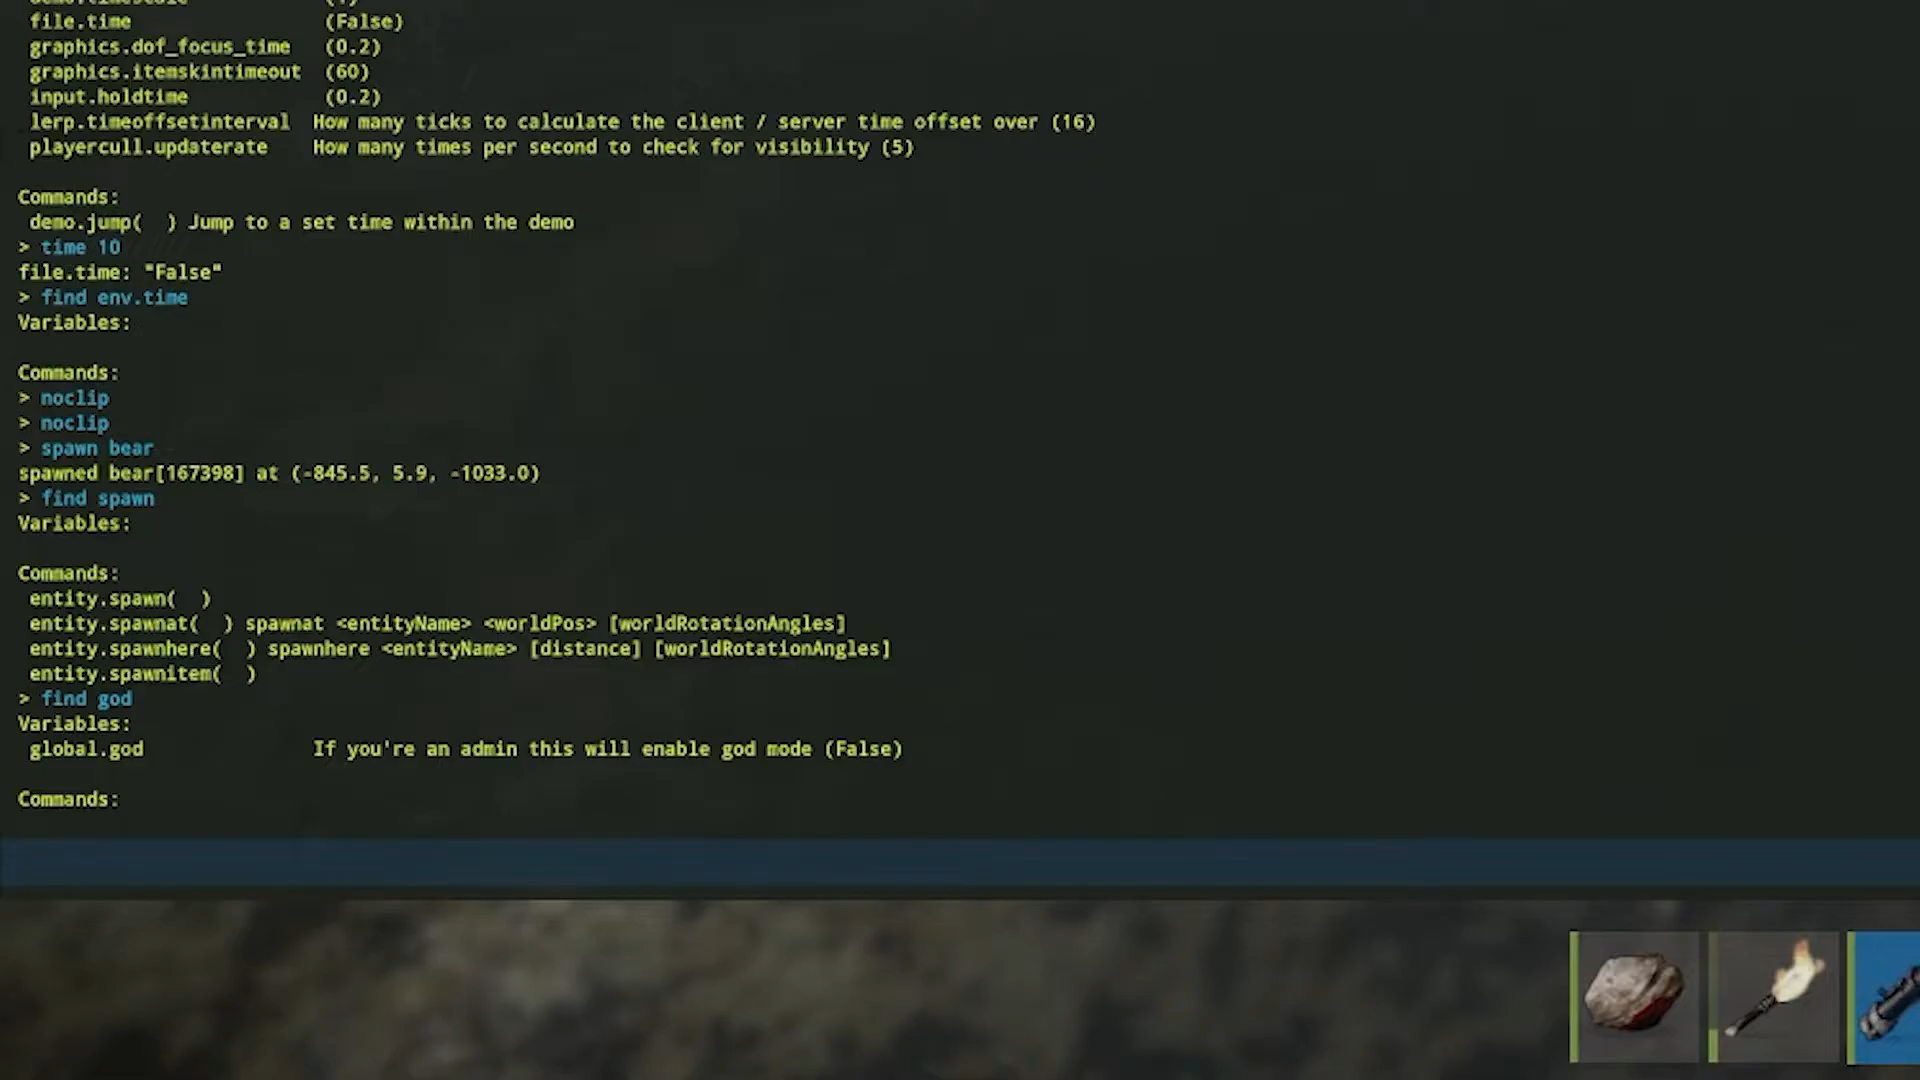 demo.timescale (1)
file.time (False)
graphics.dof_focus_time (0.2)
graphics.itemskintimeout (60)
input.holdtime (0.2)
lerp.timeoffsetinterval How many ticks to calculate the client / server time offset over (16)
playercull.updaterate How many times per second to check for visibility (5)
Commands:
demo.jump( ) Jump to a set time within the demo
> time 10
file.time: "False"
> find env.time
Variables:
Commands:
> noclip
> noclip
> spawn bear
spawned bear[167398] at (-845.5, 5.9, -1033.0)
> find spawn
Variables:
Commands:
entity.spawn( )
entity.spawnat( ) spawnat <entityName> <worldPos> [worldRotationAngles]
entity.spawnhere( ) spawnhere <entityName> [distance] [worldRotationAngles]
entity.spawnitem( )
> find god
Variables:
global.god If you're an admin this will enable god mode (False)
Commands: